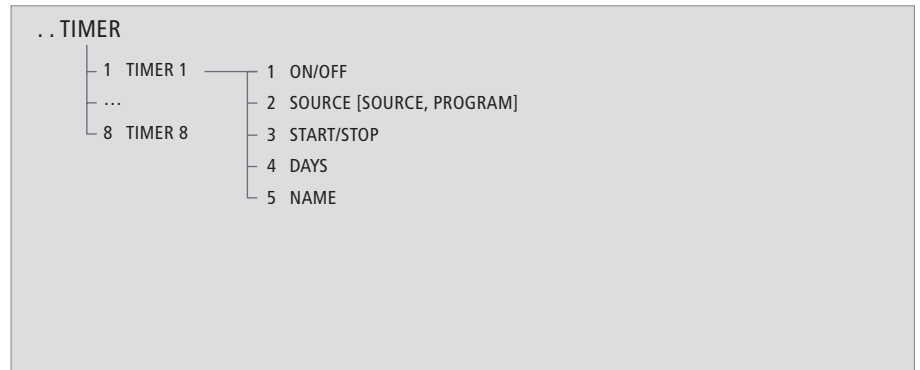 . . TIMER
1 TIMER 1
1 ON/OFF
...
2 SOURCE [SOURCE, PROGRAM]
8 TIMER 8
3 START/STOP
4 DAYS
5 NAME